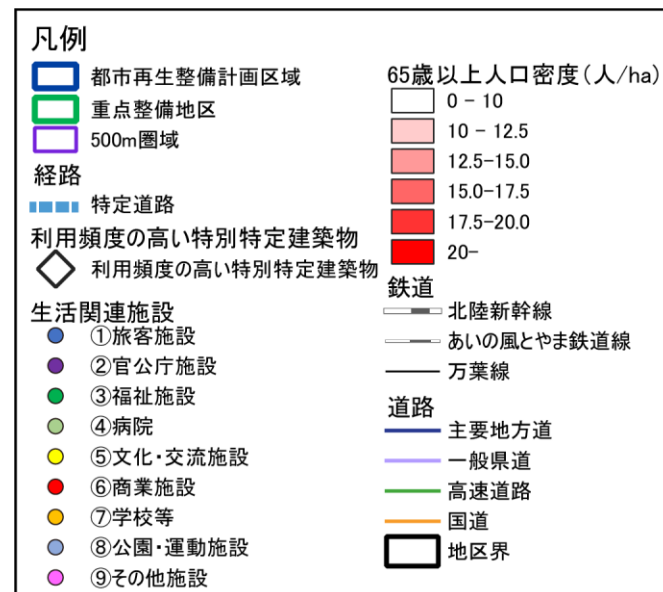 凡例
都市再生整備計画区域
重点整備地区
500m圏域
経路
特定道路
利用頻度の高い特別特定建築物
利用頻度の高い特別特定建築物
生活関連施設
①旅客施設
②官公庁施設
③福祉施設
④病院
⑤文化・交流施設
⑥商業施設
⑦学校等
⑧公園・運動施設
⑨その他施設
65歳以上人口密度(人/ha)
0 - 10
10 - 12.5
12.5-15.0
15.0-17.5
17.5-20.0
20-
鉄道
北陸新幹線
あいの風とやま鉄道線
万葉線
道路
主要地方道
一般県道
高速道路
国道
地区界